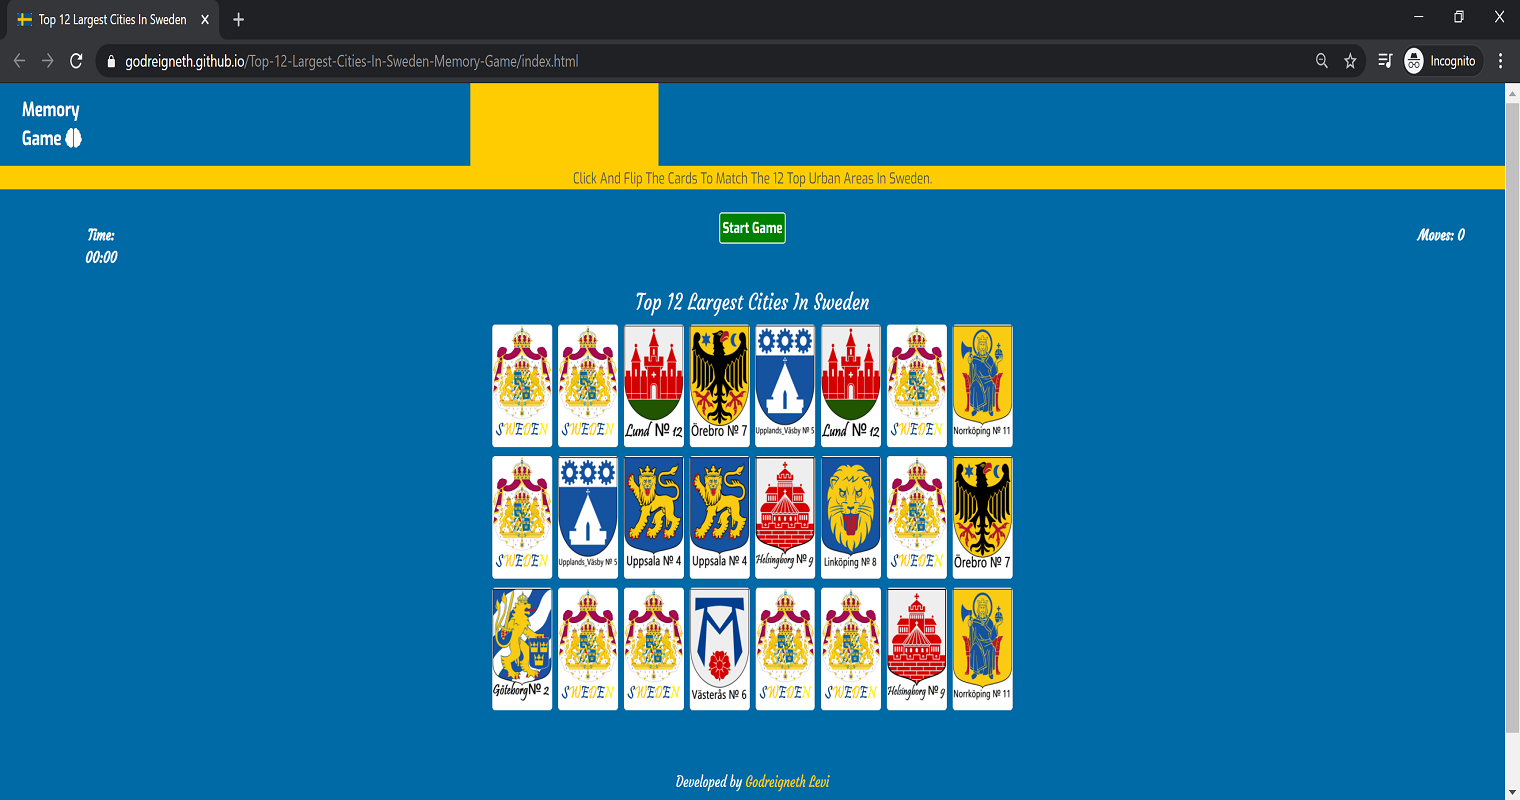 Top 12 Largest Cities In Sweden
godreigneth.github.io/Top-12-Largest-Cities-In-Sweden-Memory-Game/index.html
Incognito
Memory
Game
Click And Flip The Cards To Match The 12 Top Urban Areas In Sweden.
Start Game
Time:
00:00
Moves: 0
Top 12 Largest Cities In Sweden
SWEDEN SWEDEN Lund № 12 Örebro № 7 Upplands_Väsby № 5 Lund № 12 SWEDEN Norrköping № 11
SWEDEN Upplands_Väsby № 5 Uppsala № 4 Uppsala № 4 Helsingborg № 9 Linköping № 8 SWEDEN Örebro № 7
Göteborg№ 2 SWEDEN SWEDEN Västerås № 6 SWEDEN SWEDEN Helsingborg № 9 Norrköping № 11
Developed by Godreigneth Levi